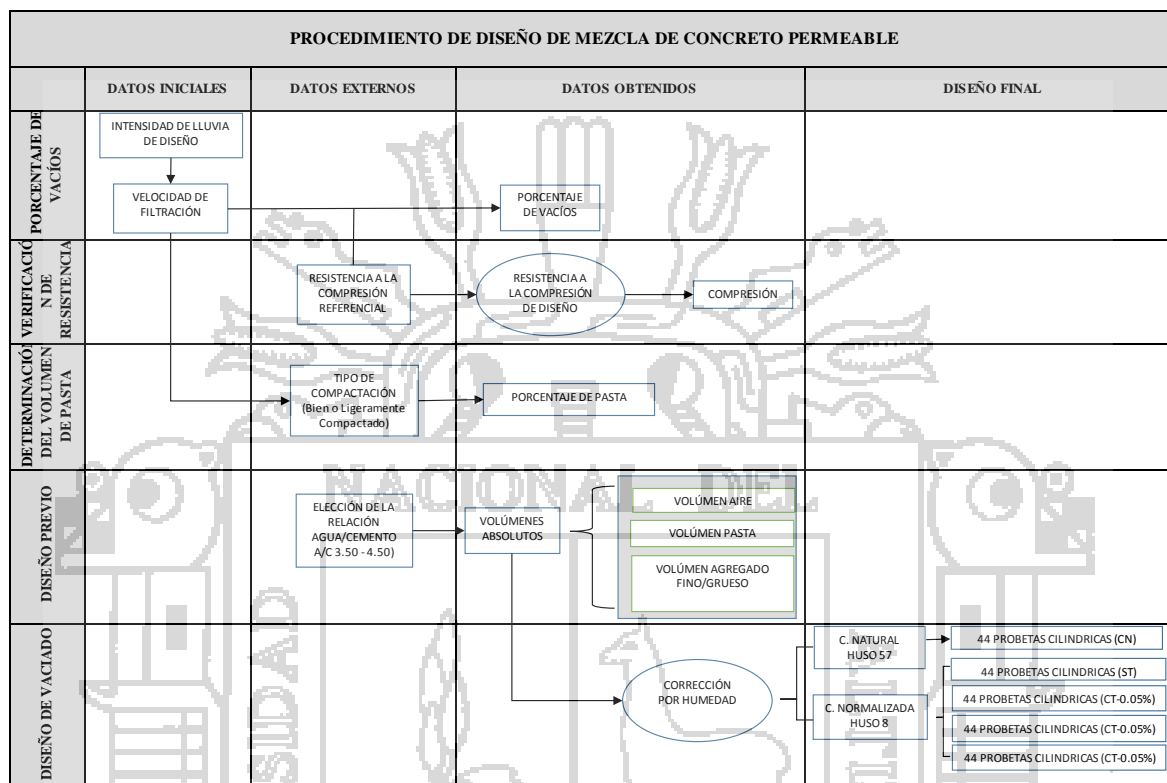 PROCEDIMIENTO DE DISEÑO DE MEZCLA DE CONCRETO PERMEABLE
DATOS INICIALES
DATOS EXTERNOS
DATOS OBTENIDOS
DISEÑO FINAL
PORCENTAJE DE
VACÍOS
INTENSIDAD DE LLUVIA
DE DISEÑO
VELOCIDAD DE
FILTRACIÓN
PORCENTAJE
DE VACÍOS
VERIFICACIÓ
N DE
RESISTENCIA
RESISTENCIA A LA
COMPRESIÓN
REFERENCIAL
RESISTENCIA A
LA COMPRESIÓN
DE DISEÑO
COMPRESIÓN
DETERMINACIÓN
DEL VOLUMEN
DE PASTA
TIPO DE
COMPACTACIÓN
(Bien o Ligeramente
Compactado)
PORCENTAJE DE PASTA
NACIONAL DEL
DISEÑO PREVIO
ELECCIÓN DE LA
RELACIÓN
AGUA/CEMENTO
A/C 3.50 - 4.50)
VOLÚMENES
ABSOLUTOS
VOLÚMEN AIRE
VOLÚMEN PASTA
VOLÚMEN AGREGADO
FINO/GRUESO
DISEÑO DE VACIADO
CORRECCIÓN
POR HUMEDAD
C. NATURAL
HUSO 57
44 PROBETAS CILINDRICAS (CN)
C. NORMALIZADA
HUSO 8
44 PROBETAS CILINDRICAS (ST)
44 PROBETAS CILINDRICAS (CT-0.05%)
44 PROBETAS CILINDRICAS (CT-0.05%)
44 PROBETAS CILINDRICAS (CT-0.05%)